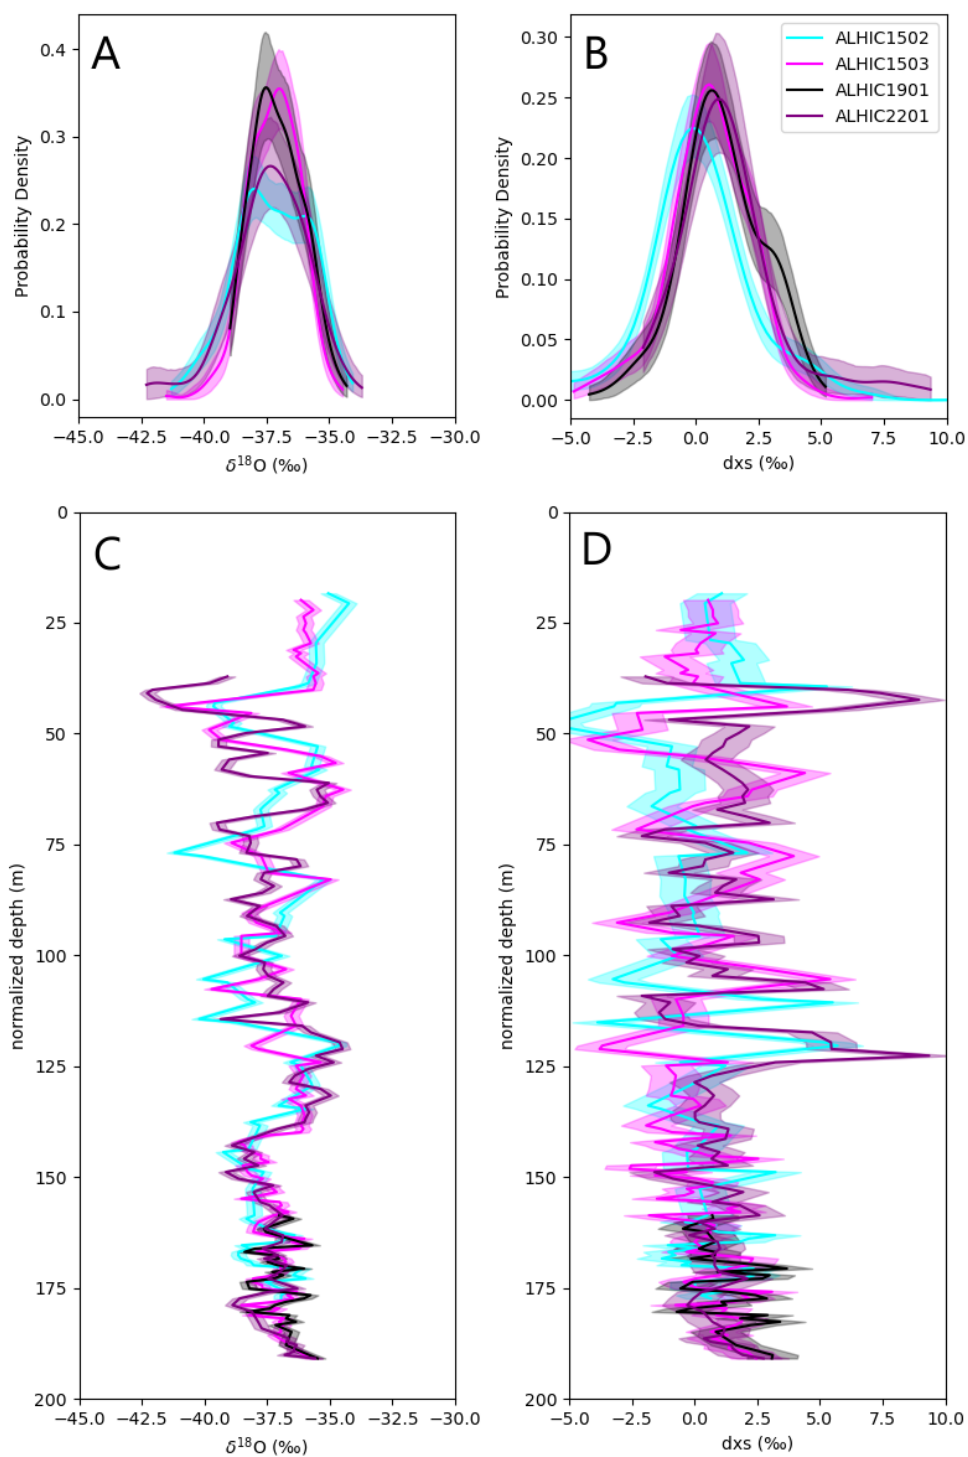 A
B
ALHIC1502
ALHIC1503
ALHIC1901
ALHIC2201
Probability Density
0.4
0.3
0.2
0.1
0.0
−45.0 −42.5 −40.0 −37.5 −35.0 −32.5 −30.0
δ¹⁸O (‰)
Probability Density
0.30
0.25
0.20
0.15
0.10
0.05
0.00
−5.0 −2.5 0.0 2.5 5.0 7.5 10.0
dxs (‰)
C
normalized depth (m)
0
25
50
75
100
125
150
175
200
−45.0 −42.5 −40.0 −37.5 −35.0 −32.5 −30.0
δ¹⁸O (‰)
D
normalized depth (m)
0
25
50
75
100
125
150
175
200
−5.0 −2.5 0.0 2.5 5.0 7.5 10.0
dxs (‰)